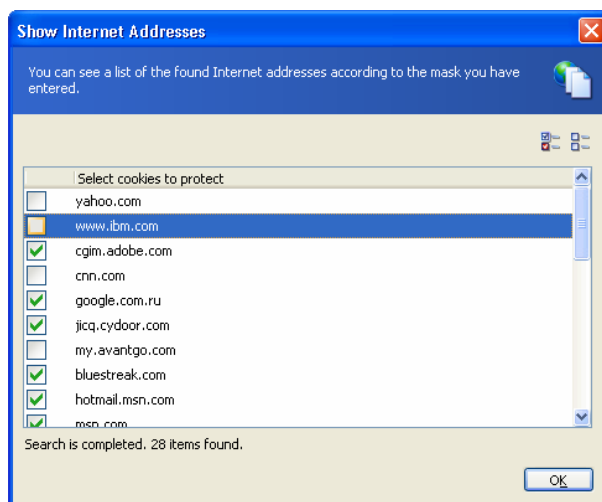 Show Internet Addresses
You can see a list of the found Internet addresses according to the mask you have
entered.
Select cookies to protect
yahoo.com
www.ibm.com
cgim.adobe.com
cnn.com
google.com.ru
jicq.cydoor.com
my.avantgo.com
bluestreak.com
hotmail.msn.com
msn.com
Search is completed. 28 items found.
OK